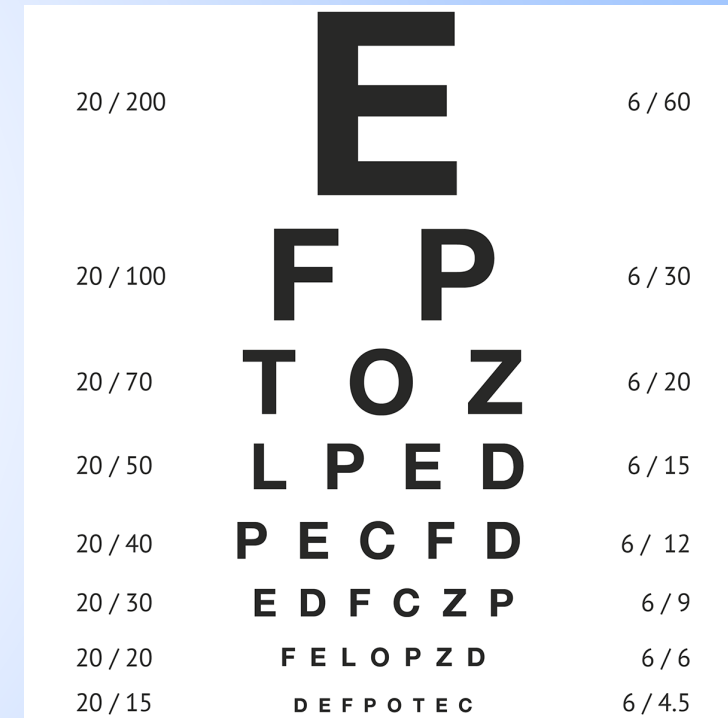 20 / 200 E 6 / 60
20 / 100 F P 6 / 30
20 / 70 T O Z 6 / 20
20 / 50 L P E D 6 / 15
20 / 40 P E C F D 6 / 12
20 / 30 E D F C Z P 6 / 9
20 / 20 F E L O P Z D 6 / 6
20 / 15 D E F P O T E C 6 / 4.5